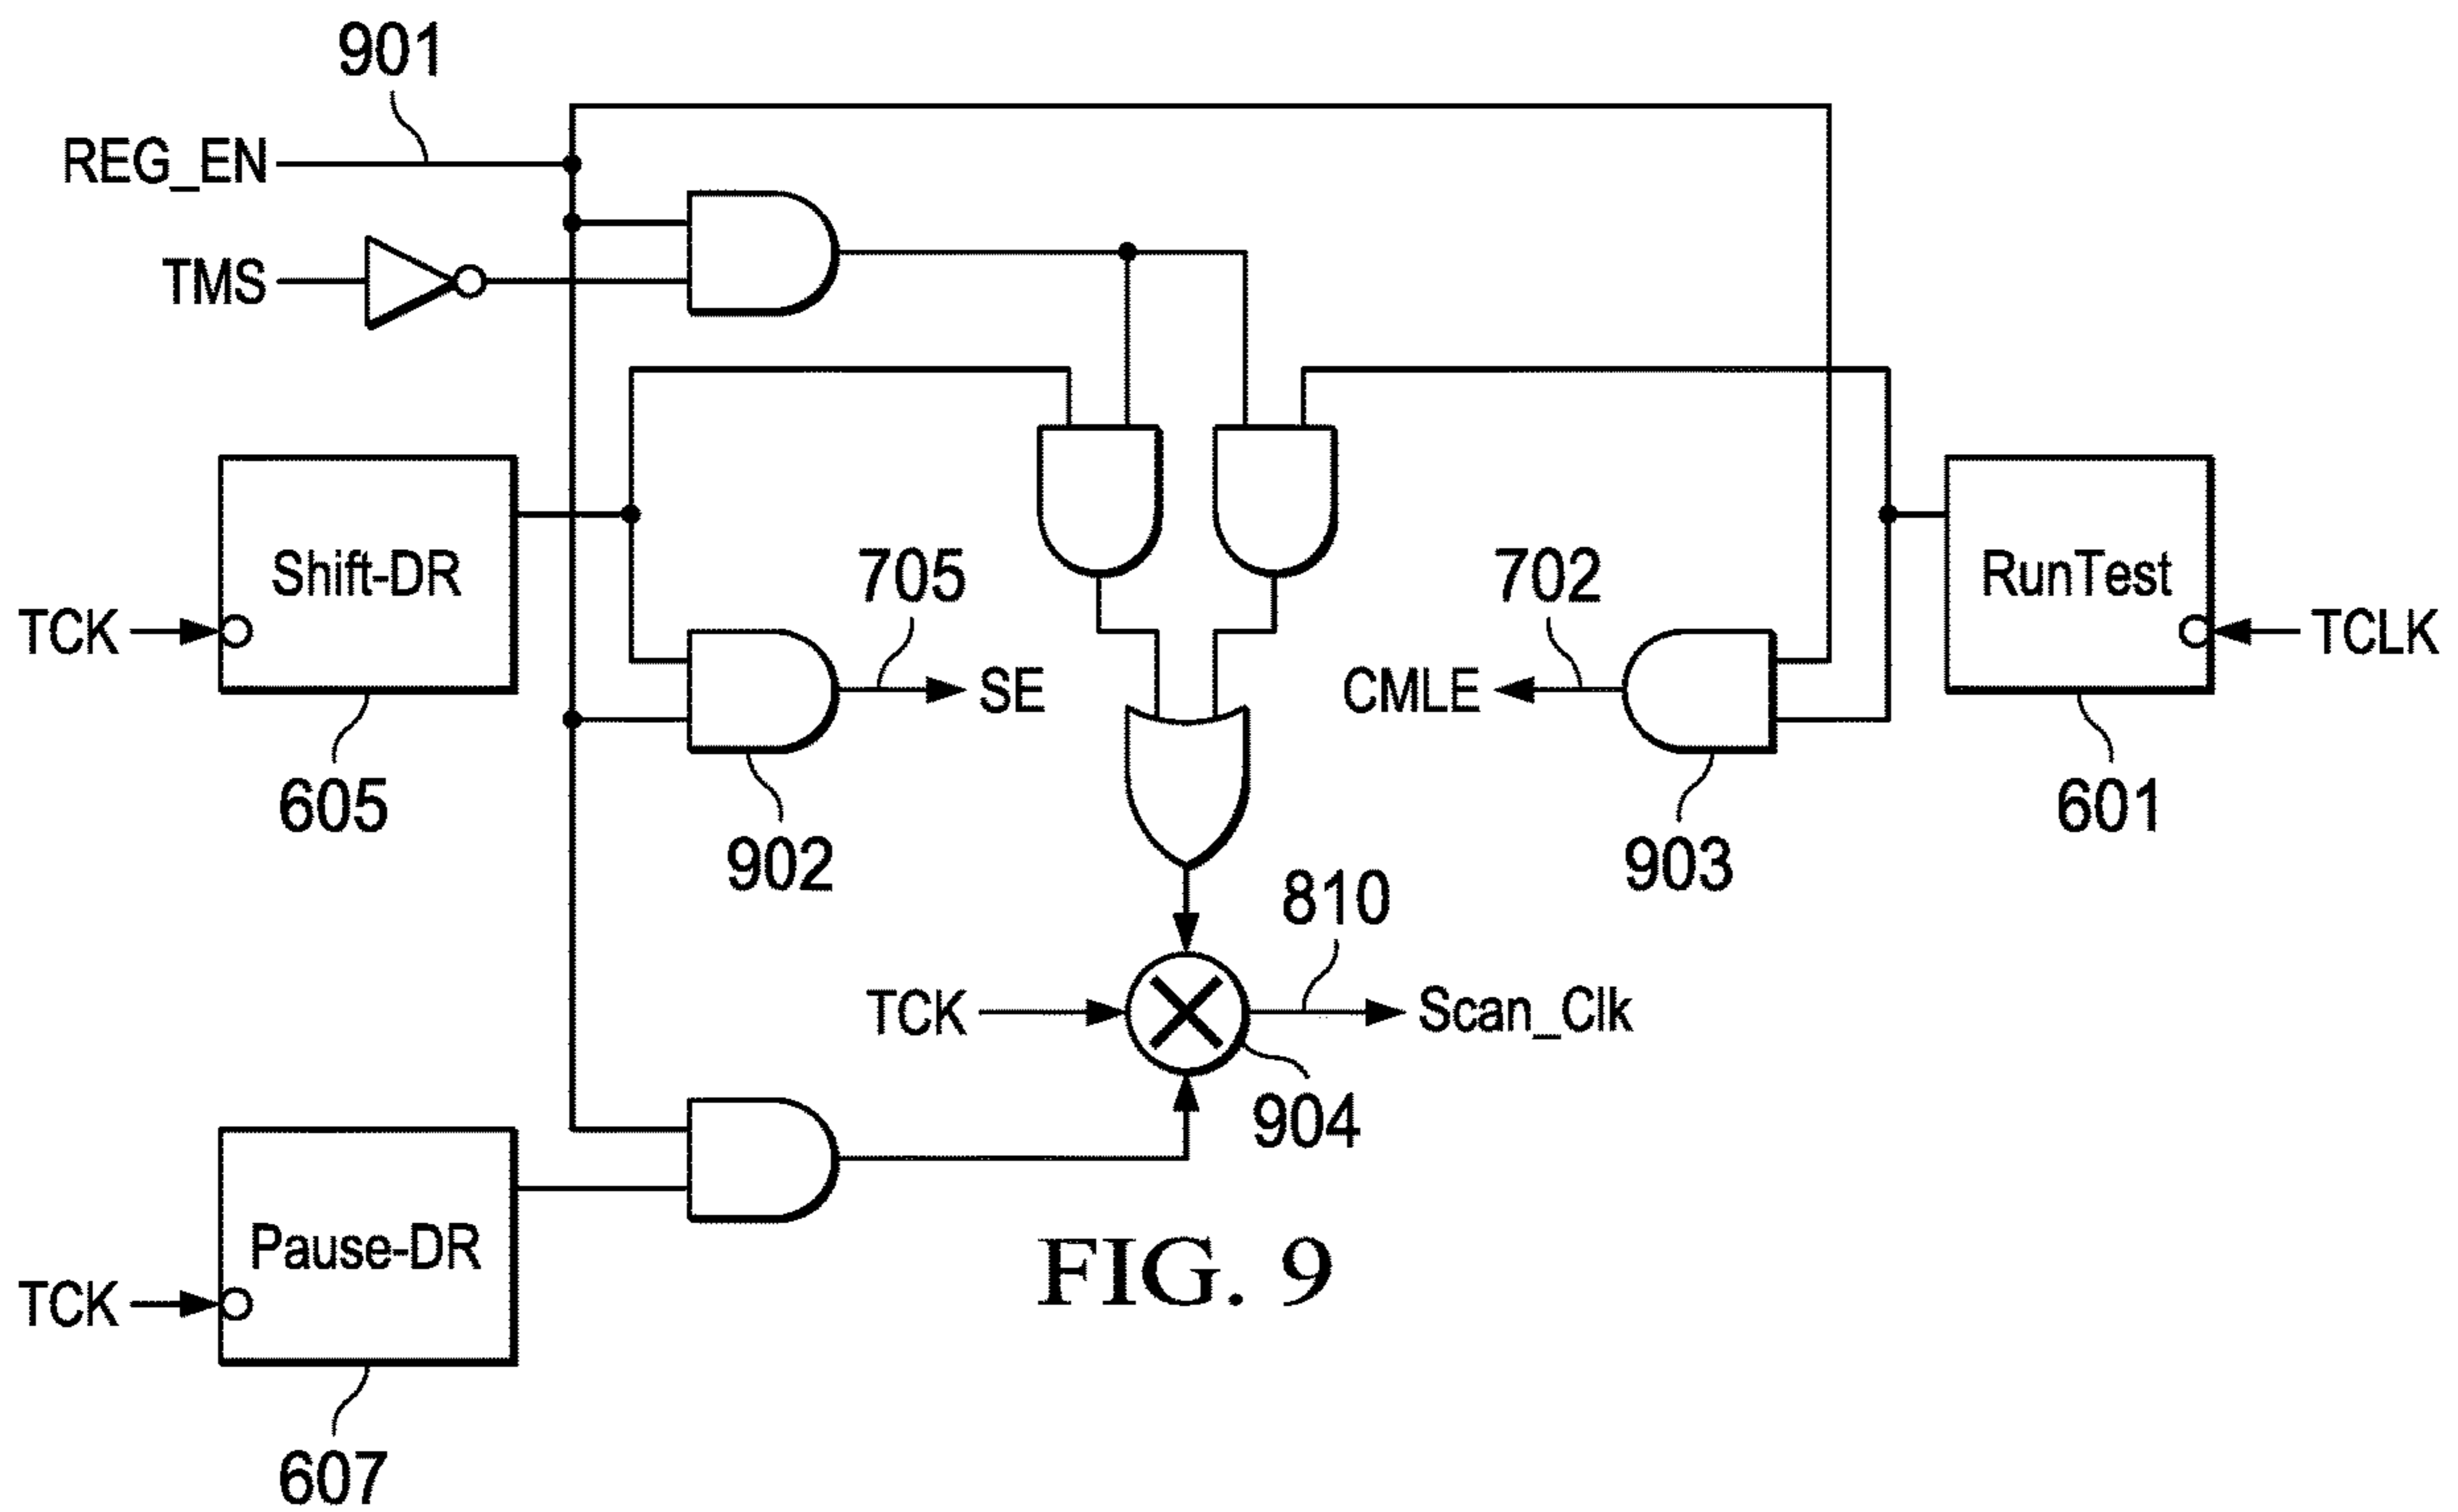 901
REG_EN
TMS
Shift-DR
TCK
605
705
SE
902
702
CMLE
903
RunTest
TCLK
601
810
TCK
Scan_Clk
904
Pause-DR
TCK
607
FIG. 9